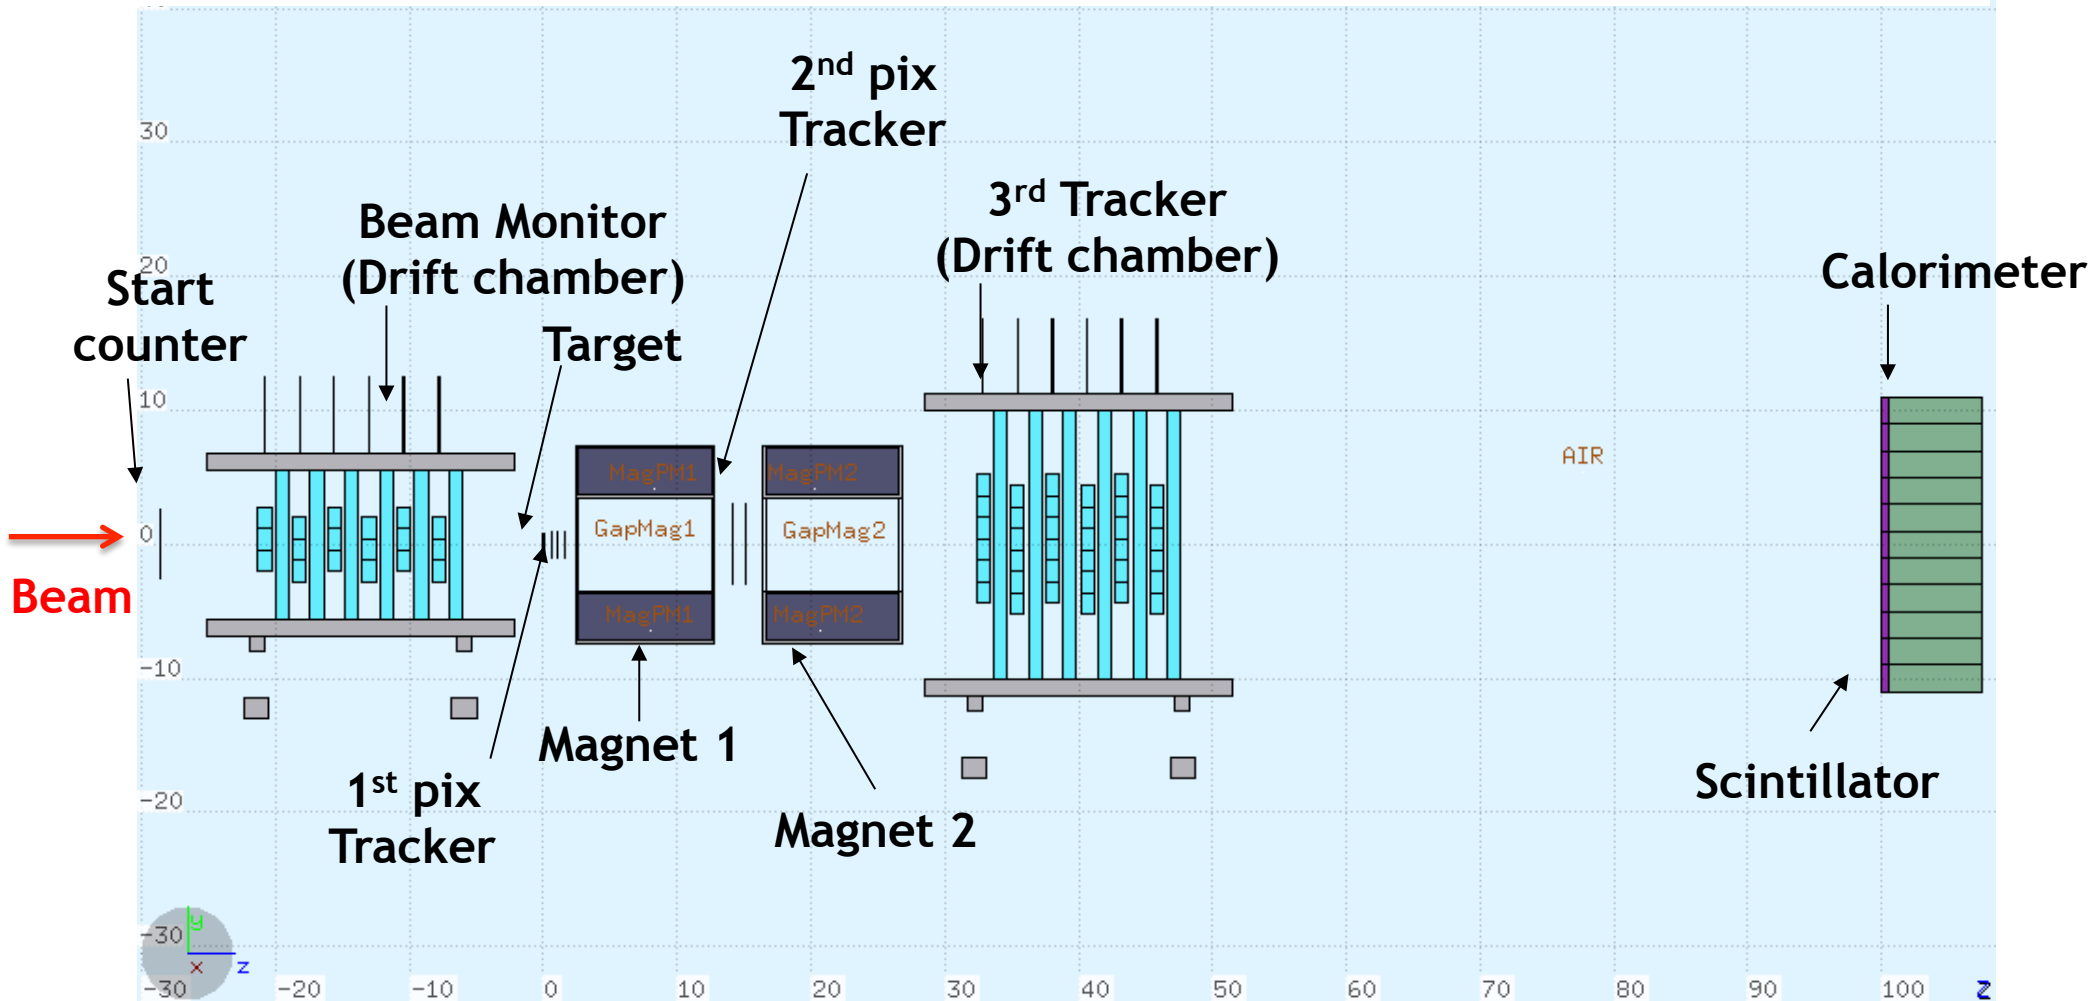 2nd pix
Tracker
3rd Tracker
(Drift chamber)
Beam Monitor
(Drift chamber)
Start
counter
Target
Calorimeter
30
20
10
0
-10
-20
-30
MagPM1
MagPM2
AIR
GapMag1
GapMag2
Beam
MagPM1
MagPM2
Magnet 1
1st pix
Tracker
Magnet 2
Scintillator
y
x
z
-30
-20
-10
0
10
20
30
40
50
60
70
80
90
100
z